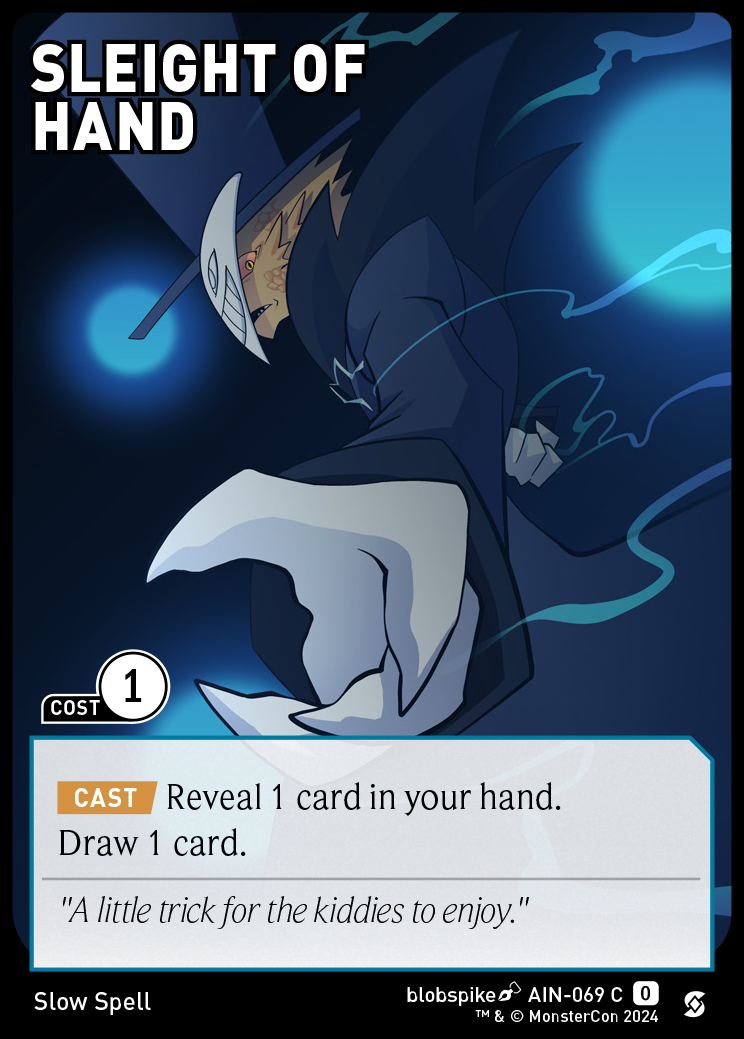 SLEIGHT OF
HAND
COST 1
CAST Reveal 1 card in your hand.
Draw 1 card.
"A little trick for the kiddies to enjoy."
Slow Spell
blobspike AIN-069 C 0
™ & © MonsterCon 2024